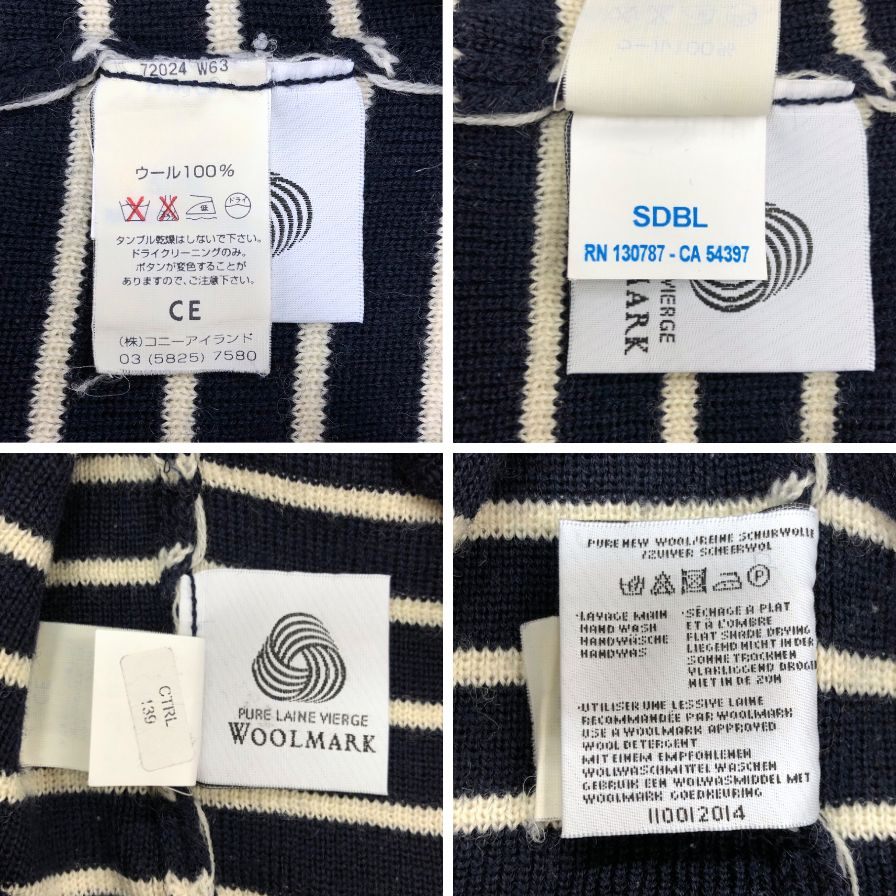 72024 W63
ウール100%
低
ドライ
タンブル乾燥はしないで下さい。
ドライクリーニングのみ。
ボタンが変色することが
ありますので、ご注意下さい。
CE
(株)コニーアイランド
03 (5825) 7580
SDBL
RN 130787 - CA 54397
VIERGE
MARK
CTRL
139
PURE LAINE VIERGE
WOOLMARK
PURE NEW WOOL/REINE SCHURWOLLE
/ZUIVER SCHEERWOL
P
·LAVAGE MAIN
HAND WASH
HANDWÄSCHE
HANDWAS
·SÉCHAGE À PLAT
ET À L'OMBRE
FLAT SHADE DRYING
LIEGEND NICHT IN DER
SONNE TROCKNEN
VLAKLIGGEND DROGEN
NIET IN DE ZON
·UTILISER UNE LESSIVE LAINE
RECOMMANDÉE PAR WOOLMARK
USE A WOOLMARK APPROVED
WOOL DETERGENT
MIT EINEM EMPFOHLENEN
WOLLWASCHMITTEL WASCHEN
GEBRUIK EEN WOLWASMIDDEL MET
WOOLMARK GOEDKEURING
110012014